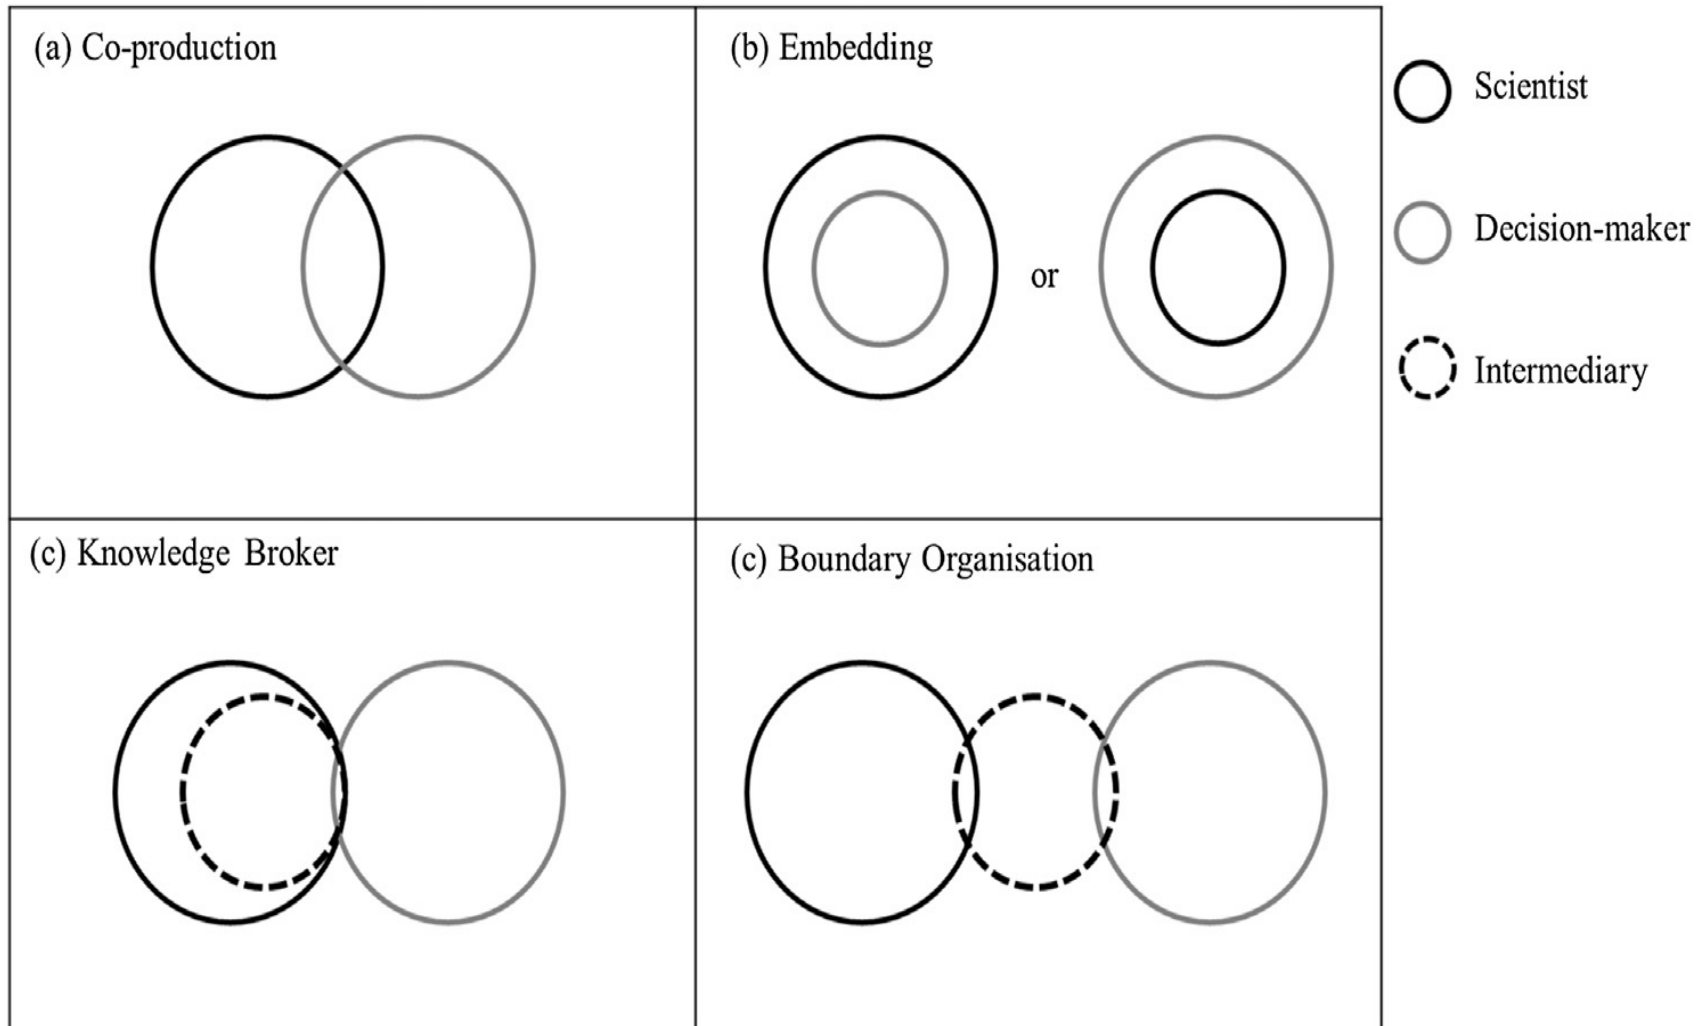 (a) Co-production
(b) Embedding
or
(c) Knowledge Broker
(c) Boundary Organisation
Scientist
Decision-maker
Intermediary